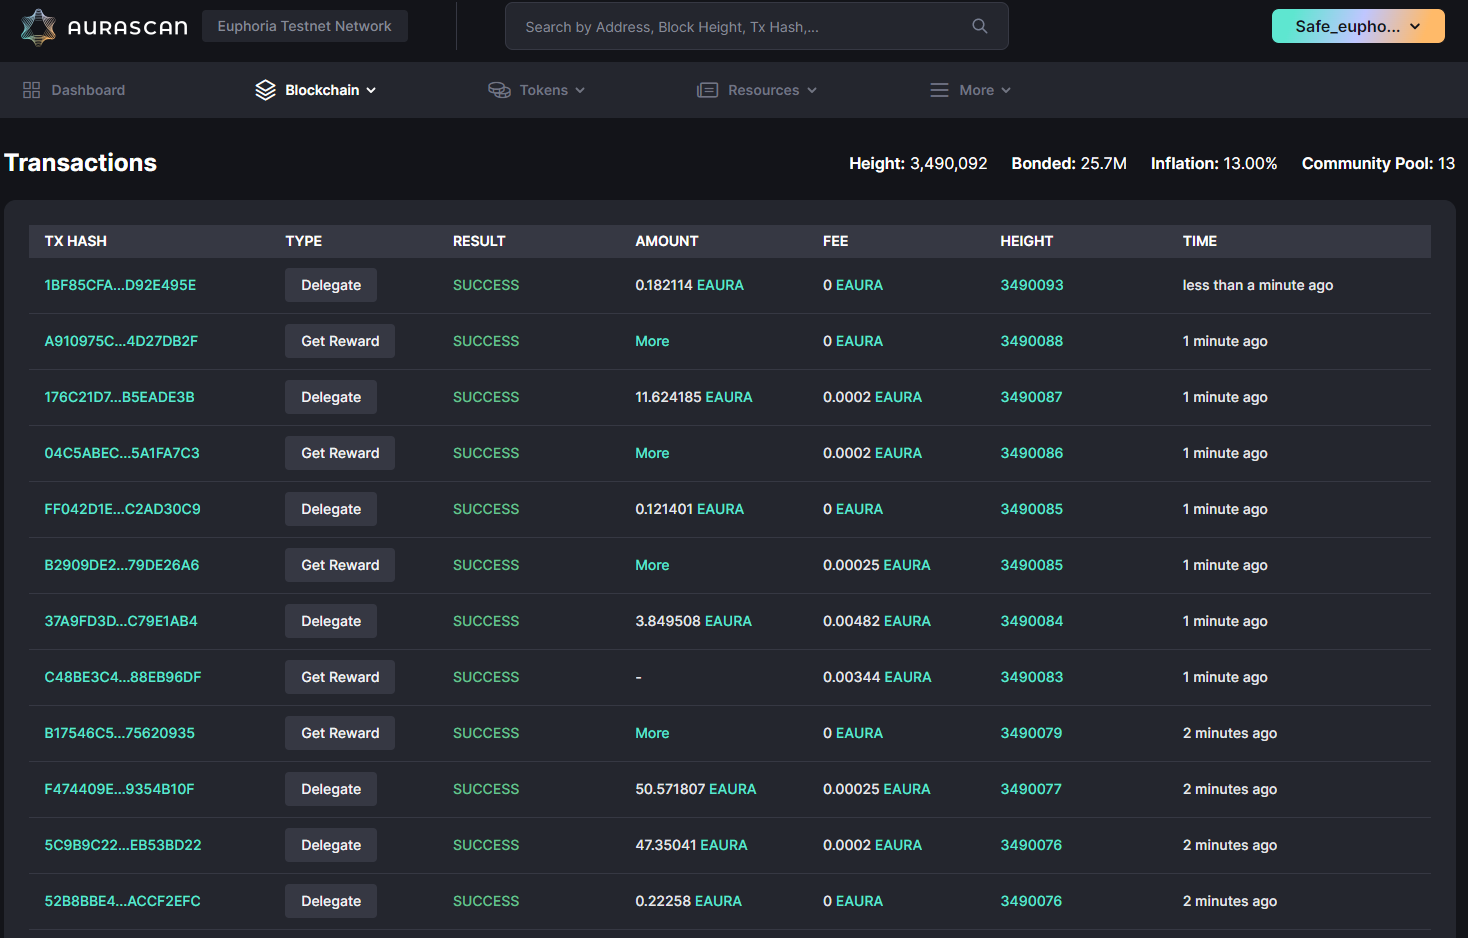 AURASCAN Euphoria Testnet Network Search by Address, Block Height, Tx Hash,... Safe_eupho...
Dashboard Blockchain Tokens Resources More
Transactions Height: 3,490,092 Bonded: 25.7M Inflation: 13.00% Community Pool: 13
TX HASH TYPE RESULT AMOUNT FEE HEIGHT TIME
1BF85CFA...D92E495E Delegate SUCCESS 0.182114 EAURA 0 EAURA 3490093 less than a minute ago
A910975C...4D27DB2F Get Reward SUCCESS More 0 EAURA 3490088 1 minute ago
176C21D7...B5EADE3B Delegate SUCCESS 11.624185 EAURA 0.0002 EAURA 3490087 1 minute ago
04C5ABEC...5A1FA7C3 Get Reward SUCCESS More 0.0002 EAURA 3490086 1 minute ago
FF042D1E...C2AD30C9 Delegate SUCCESS 0.121401 EAURA 0 EAURA 3490085 1 minute ago
B2909DE2...79DE26A6 Get Reward SUCCESS More 0.00025 EAURA 3490085 1 minute ago
37A9FD3D...C79E1AB4 Delegate SUCCESS 3.849508 EAURA 0.00482 EAURA 3490084 1 minute ago
C48BE3C4...88EB96DF Get Reward SUCCESS - 0.00344 EAURA 3490083 1 minute ago
B17546C5...75620935 Get Reward SUCCESS More 0 EAURA 3490079 2 minutes ago
F474409E...9354B10F Delegate SUCCESS 50.571807 EAURA 0.00025 EAURA 3490077 2 minutes ago
5C9B9C22...EB53BD22 Delegate SUCCESS 47.35041 EAURA 0.0002 EAURA 3490076 2 minutes ago
52B8BBE4...ACCF2EFC Delegate SUCCESS 0.22258 EAURA 0 EAURA 3490076 2 minutes ago